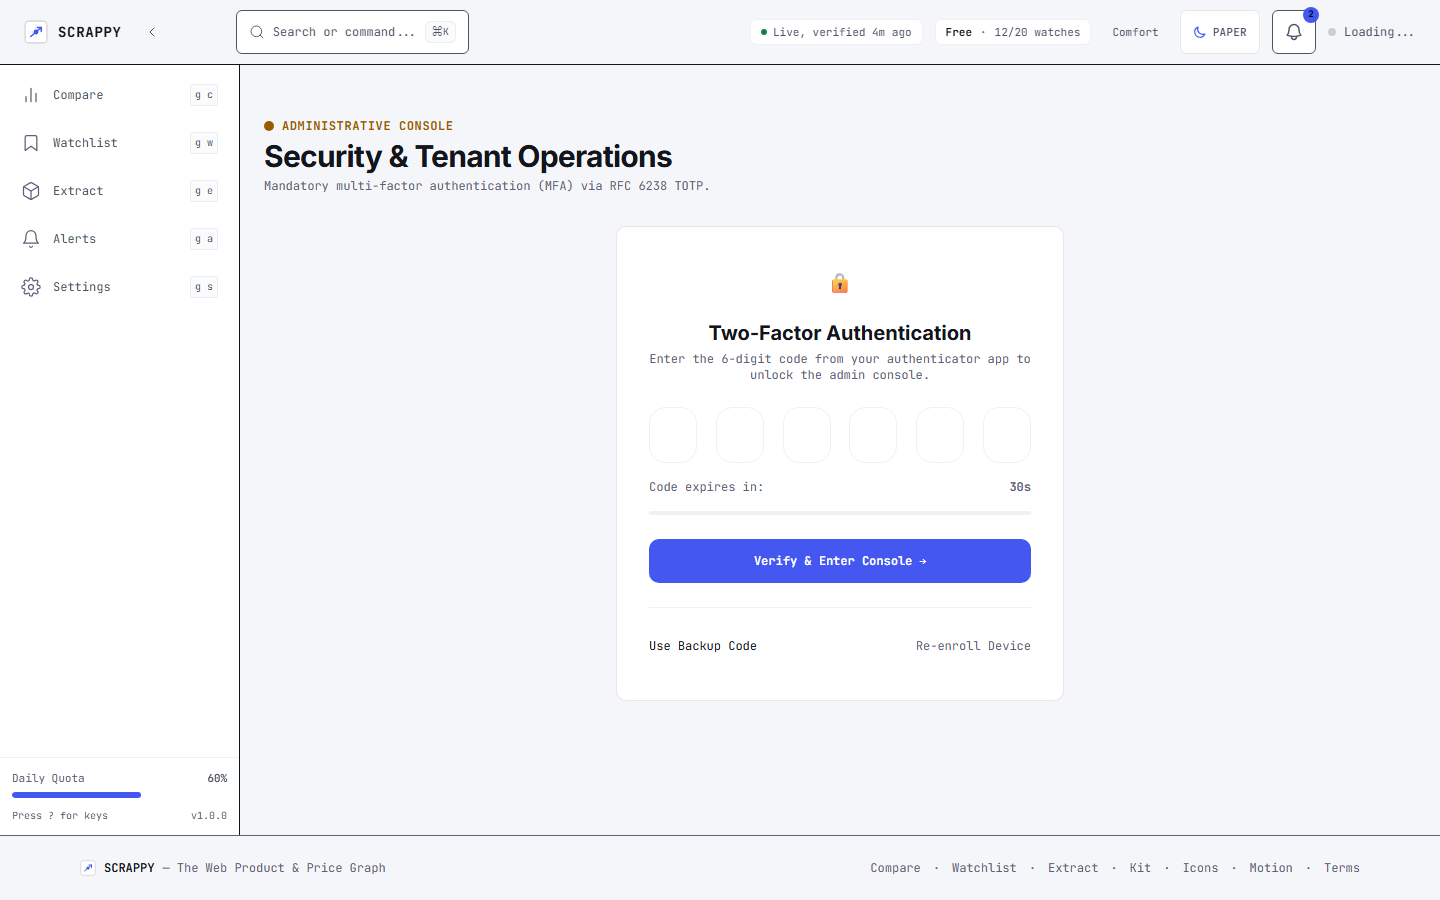 SCRAPPY
Search or command... ⌘K
Live, verified 4m ago
Free · 12/20 watches
Comfort
PAPER
2
Loading...
Compare g c
Watchlist g w
Extract g e
Alerts g a
Settings g s
ADMINISTRATIVE CONSOLE
Security & Tenant Operations
Mandatory multi-factor authentication (MFA) via RFC 6238 TOTP.
Two-Factor Authentication
Enter the 6-digit code from your authenticator app to
unlock the admin console.
Code expires in: 30s
Verify & Enter Console →
Use Backup Code Re-enroll Device
Daily Quota 60%
Press ? for keys v1.0.0
SCRAPPY — The Web Product & Price Graph
Compare · Watchlist · Extract · Kit · Icons · Motion · Terms